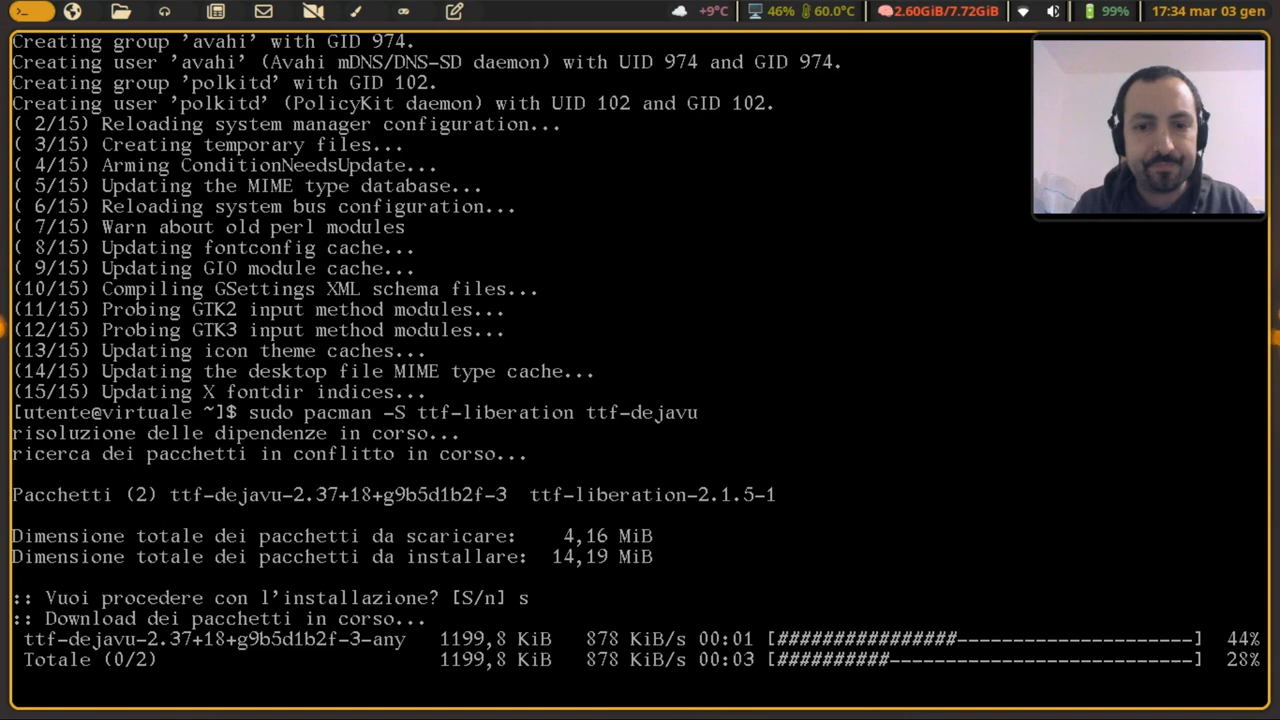 +9°C 46% 60.0°C 2.60GiB/7.72GiB 99% 17:34 mar 03 gen
Creating group 'avahi' with GID 974.
Creating user 'avahi' (Avahi mDNS/DNS-SD daemon) with UID 974 and GID 974.
Creating group 'polkitd' with GID 102.
Creating user 'polkitd' (PolicyKit daemon) with UID 102 and GID 102.
( 2/15) Reloading system manager configuration...
( 3/15) Creating temporary files...
( 4/15) Arming ConditionNeedsUpdate...
( 5/15) Updating the MIME type database...
( 6/15) Reloading system bus configuration...
( 7/15) Warn about old perl modules
( 8/15) Updating fontconfig cache...
( 9/15) Updating GIO module cache...
(10/15) Compiling GSettings XML schema files...
(11/15) Probing GTK2 input method modules...
(12/15) Probing GTK3 input method modules...
(13/15) Updating icon theme caches...
(14/15) Updating the desktop file MIME type cache...
(15/15) Updating X fontdir indices...
[utente@virtuale ~]$ sudo pacman -S ttf-liberation ttf-dejavu
risoluzione delle dipendenze in corso...
ricerca dei pacchetti in conflitto in corso...
Pacchetti (2) ttf-dejavu-2.37+18+g9b5d1b2f-3 ttf-liberation-2.1.5-1
Dimensione totale dei pacchetti da scaricare: 4,16 MiB
Dimensione totale dei pacchetti da installare: 14,19 MiB
:: Vuoi procedere con l'installazione? [S/n] s
:: Download dei pacchetti in corso...
ttf-dejavu-2.37+18+g9b5d1b2f-3-any 1199,8 KiB 878 KiB/s 00:01 [################---------------------] 44%
Totale (0/2) 1199,8 KiB 878 KiB/s 00:03 [##########---------------------------] 28%